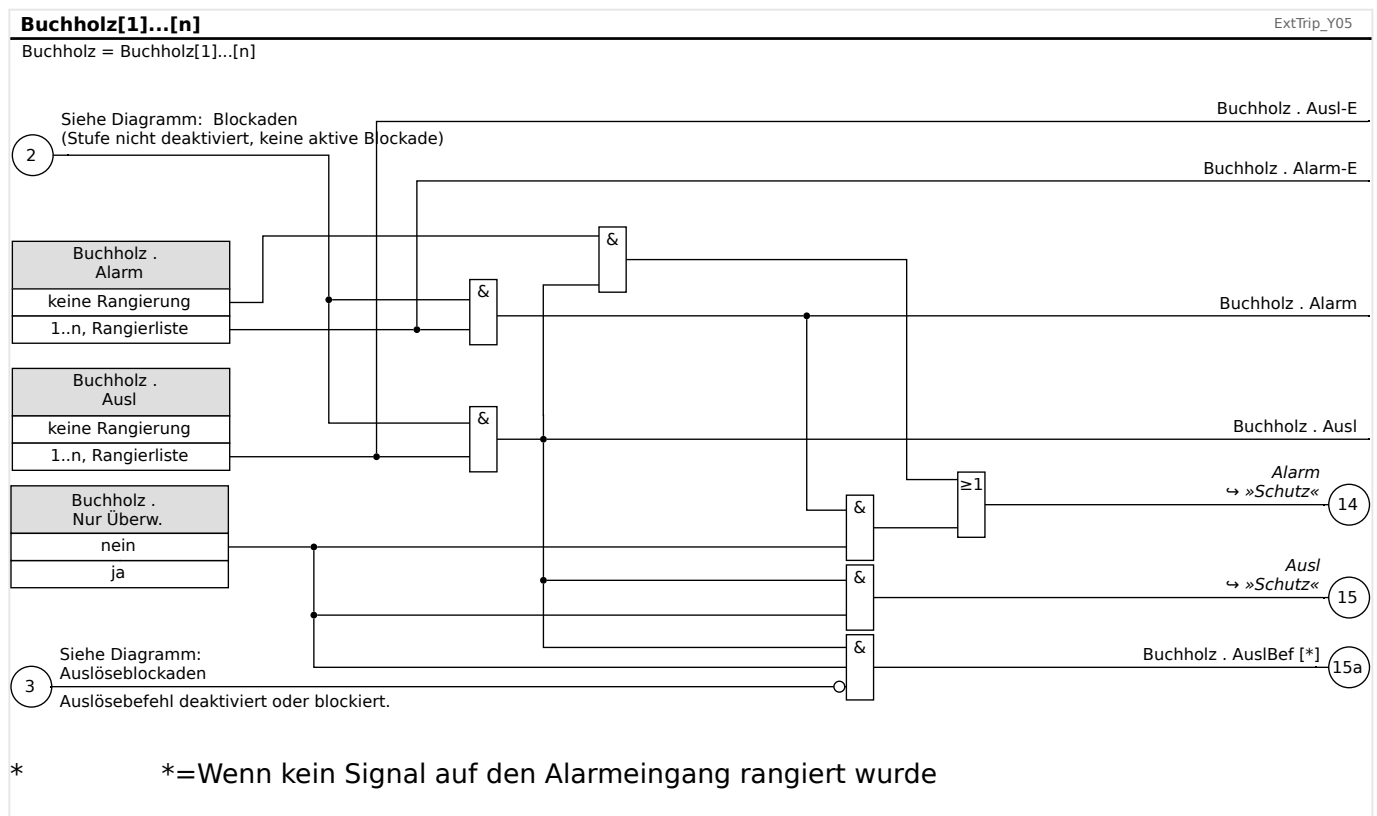 Buchholz[1]...[n]
ExtTrip_Y05
Buchholz = Buchholz[1]...[n]
Siehe Diagramm:  Blockaden
(Stufe nicht deaktiviert, keine aktive Blockade)
2
Buchholz . Ausl-E
Buchholz . Alarm-E
Buchholz .
Alarm
keine Rangierung
1..n, Rangierliste
&
&
Buchholz . Alarm
Buchholz .
Ausl
keine Rangierung
1..n, Rangierliste
&
Buchholz . Ausl
Buchholz .
Nur Überw.
nein
ja
&
≥1
Alarm
↪ »Schutz«
14
&
Ausl
↪ »Schutz«
15
Siehe Diagramm:
Auslöseblockaden
3
Auslösebefehl deaktiviert oder blockiert.
&
Buchholz . AuslBef [*]
15a
* *=Wenn kein Signal auf den Alarmeingang rangiert wurde